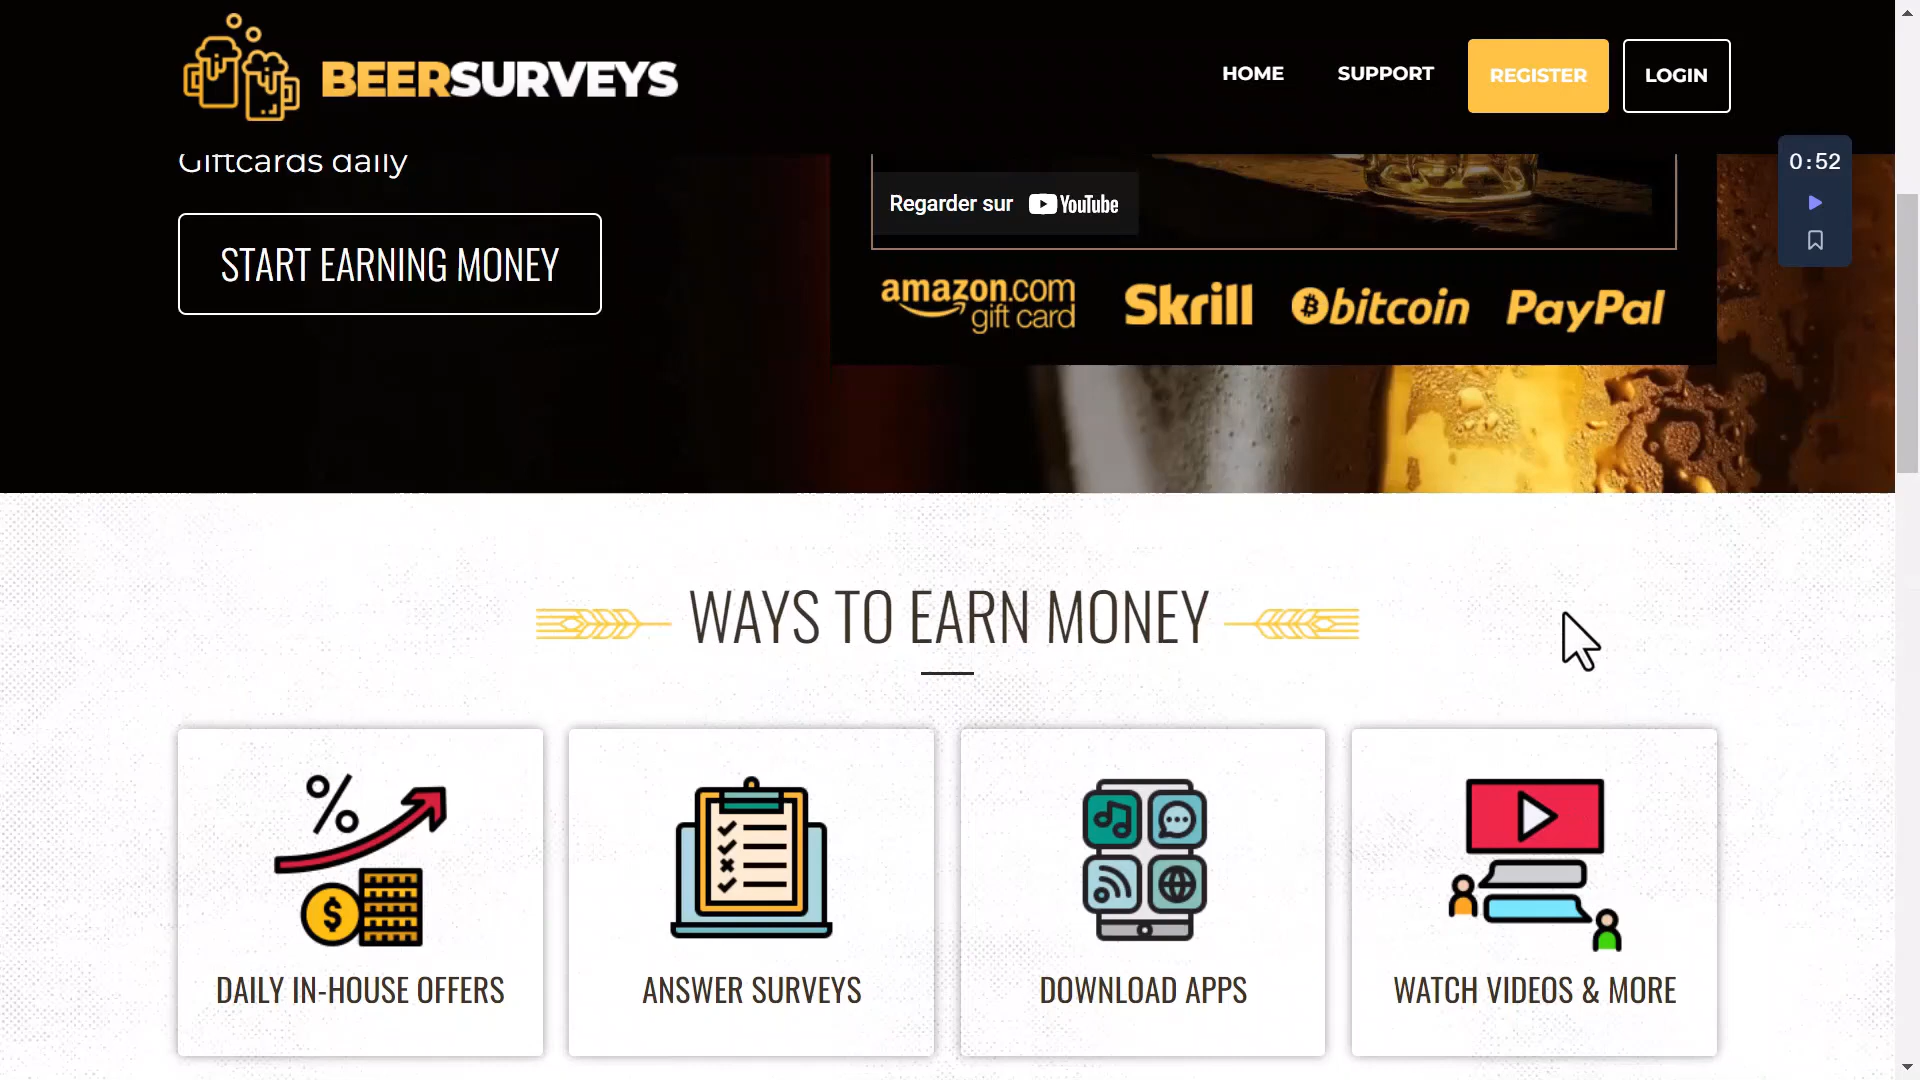 BEERSURVEYS
HOME
SUPPORT
REGISTER
LOGIN
Giftcards daily
0:52
Regarder sur YouTube
START EARNING MONEY
amazon.com
gift card
Skrill
bitcoin
PayPal
WAYS TO EARN MONEY
DAILY IN-HOUSE OFFERS
ANSWER SURVEYS
DOWNLOAD APPS
WATCH VIDEOS & MORE